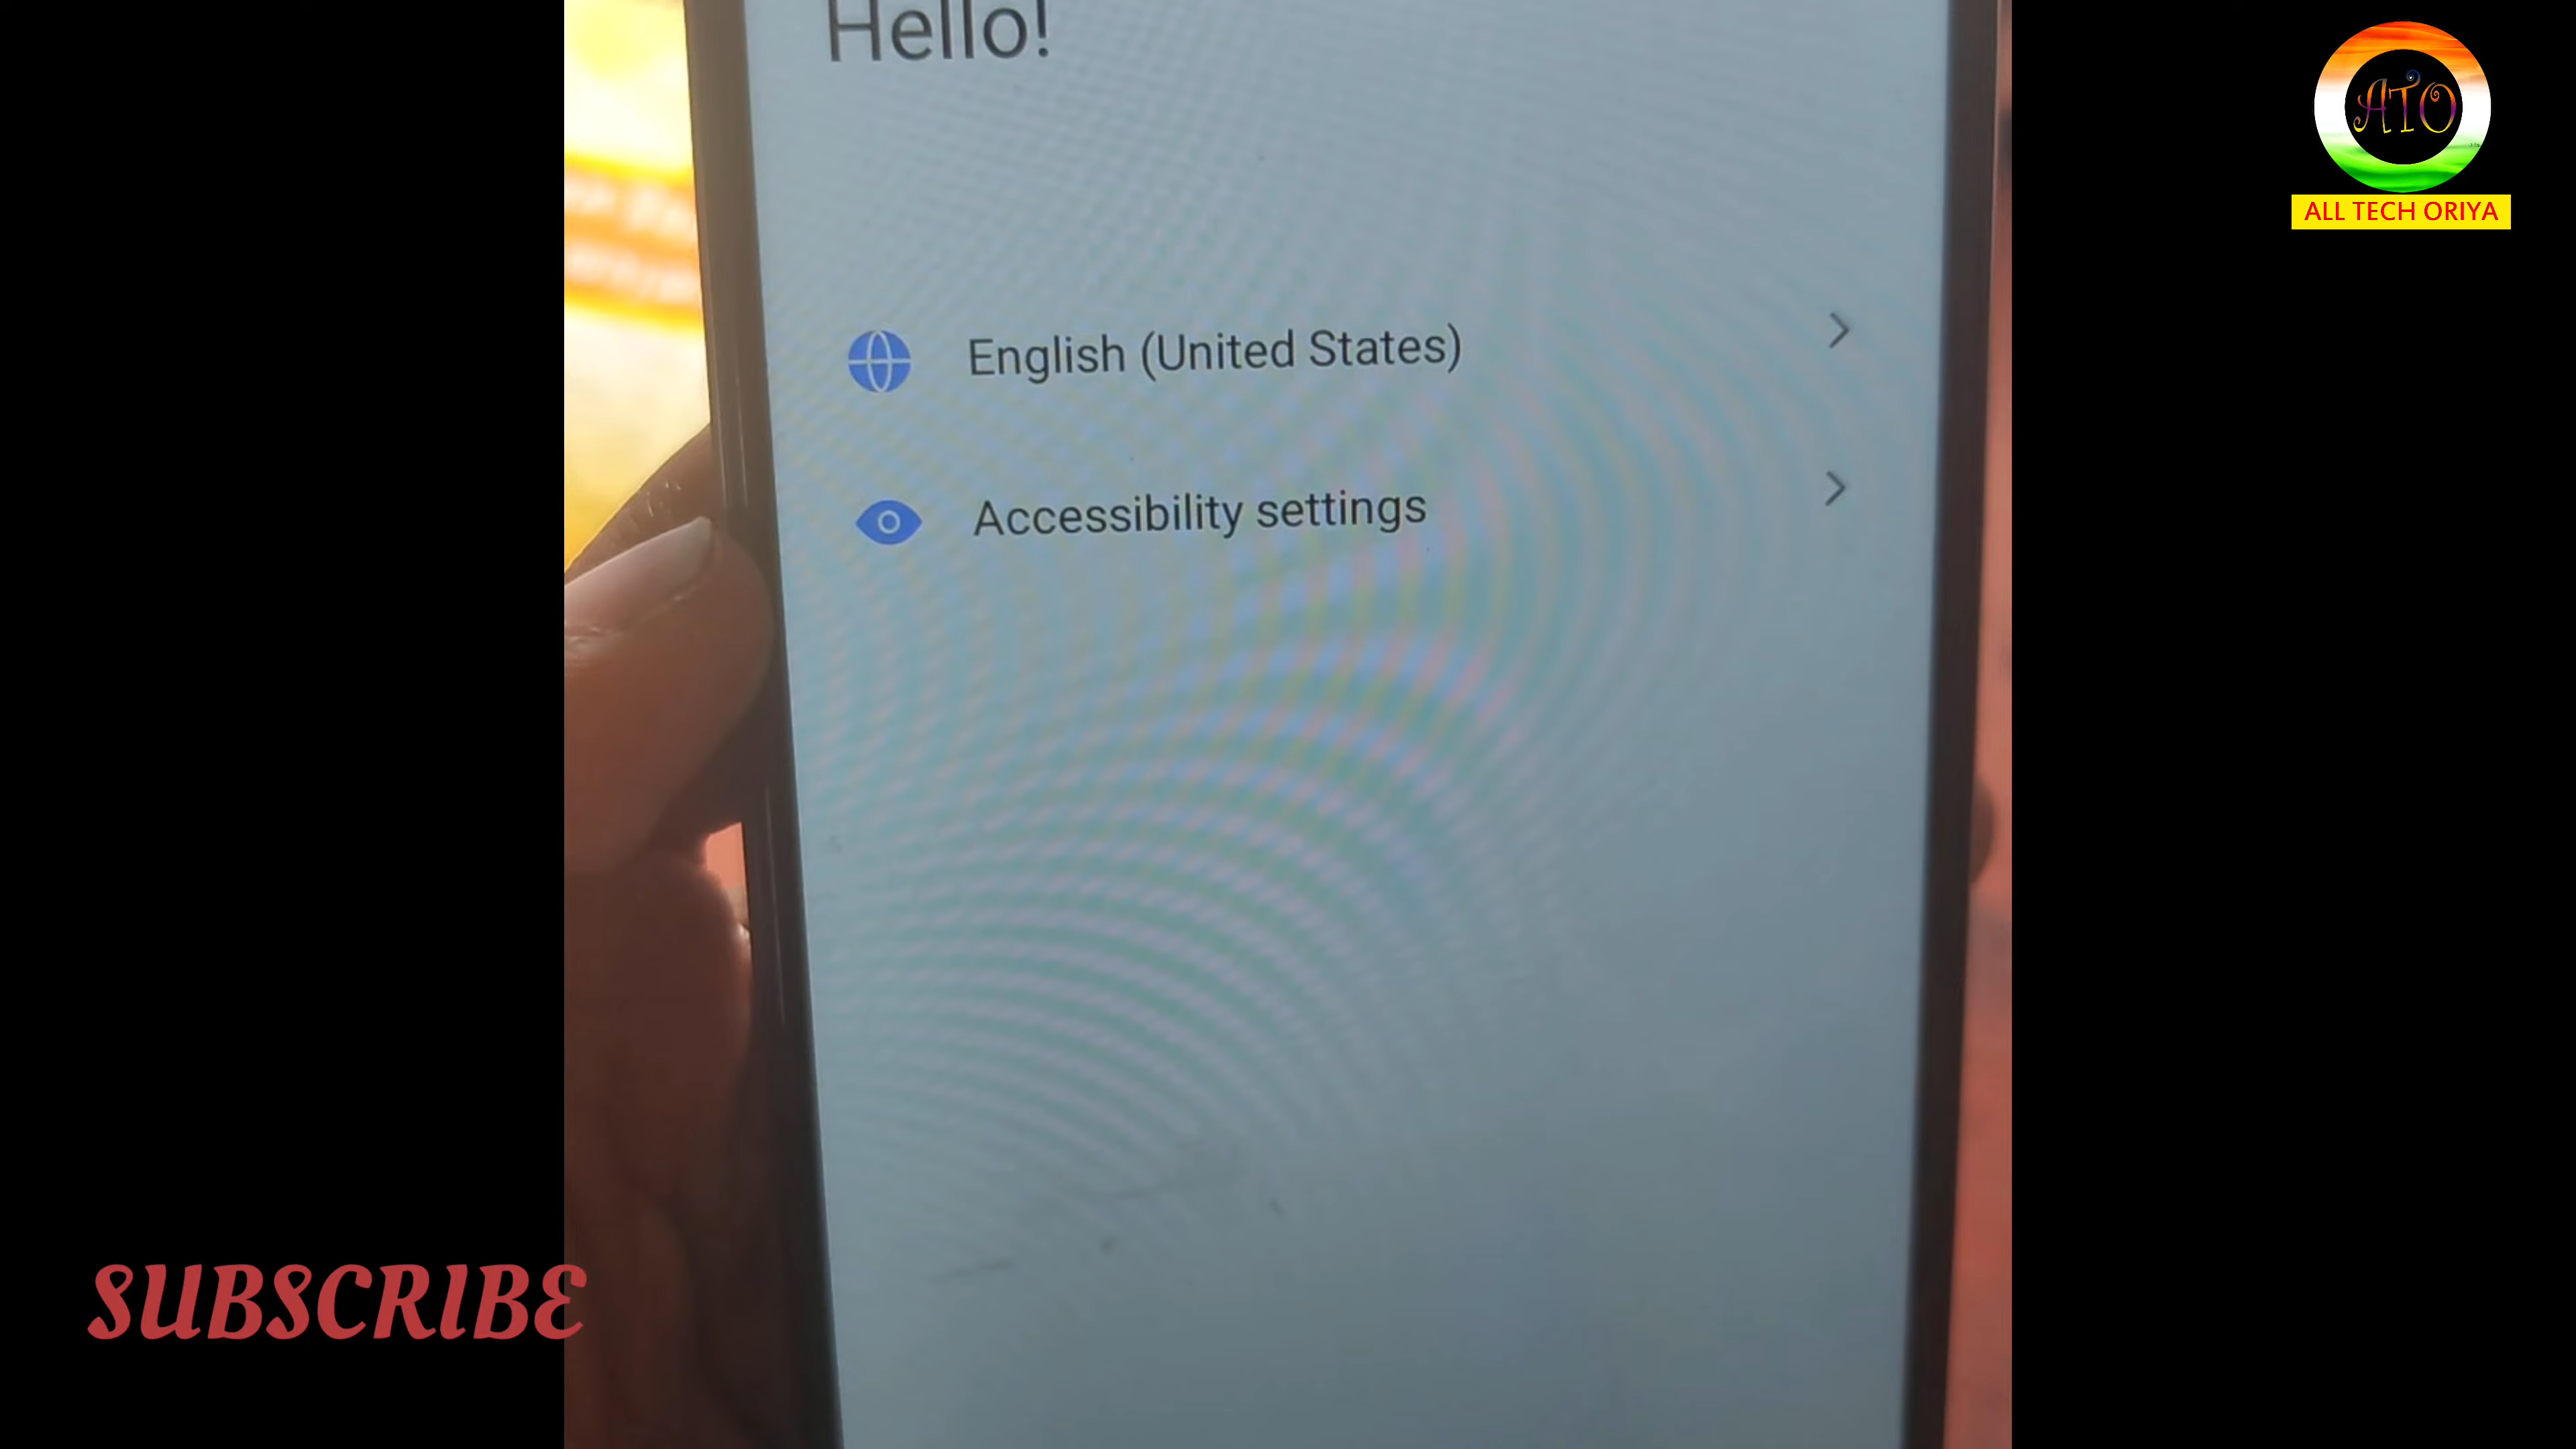 Hello!
English (United States)
Accessibility settings
ATO
ALL TECH ORIYA
SUBSCRIBE